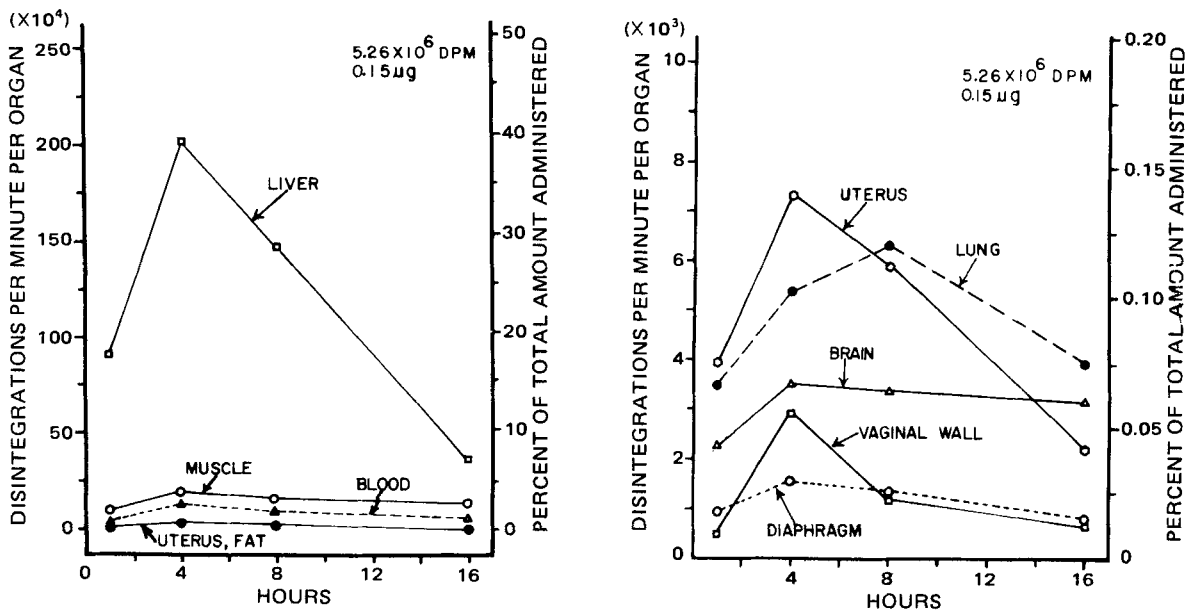 (X10⁴)
DISINTEGRATIONS PER MINUTE PER ORGAN
250
200
150
100
50
0
5.26X10⁶ DPM
0.15µg
LIVER
MUSCLE
BLOOD
UTERUS, FAT
50
40
30
20
10
0
PERCENT OF TOTAL AMOUNT ADMINISTERED
0 4 8 12 16
HOURS
(X10³)
DISINTEGRATIONS PER MINUTE PER ORGAN
10
8
6
4
2
0
5.26X10⁶ DPM
0.15µg
UTERUS
LUNG
BRAIN
VAGINAL WALL
DIAPHRAGM
0.20
0.15
0.10
0.05
0
PERCENT OF TOTAL AMOUNT ADMINISTERED
4 8 12 16
HOURS